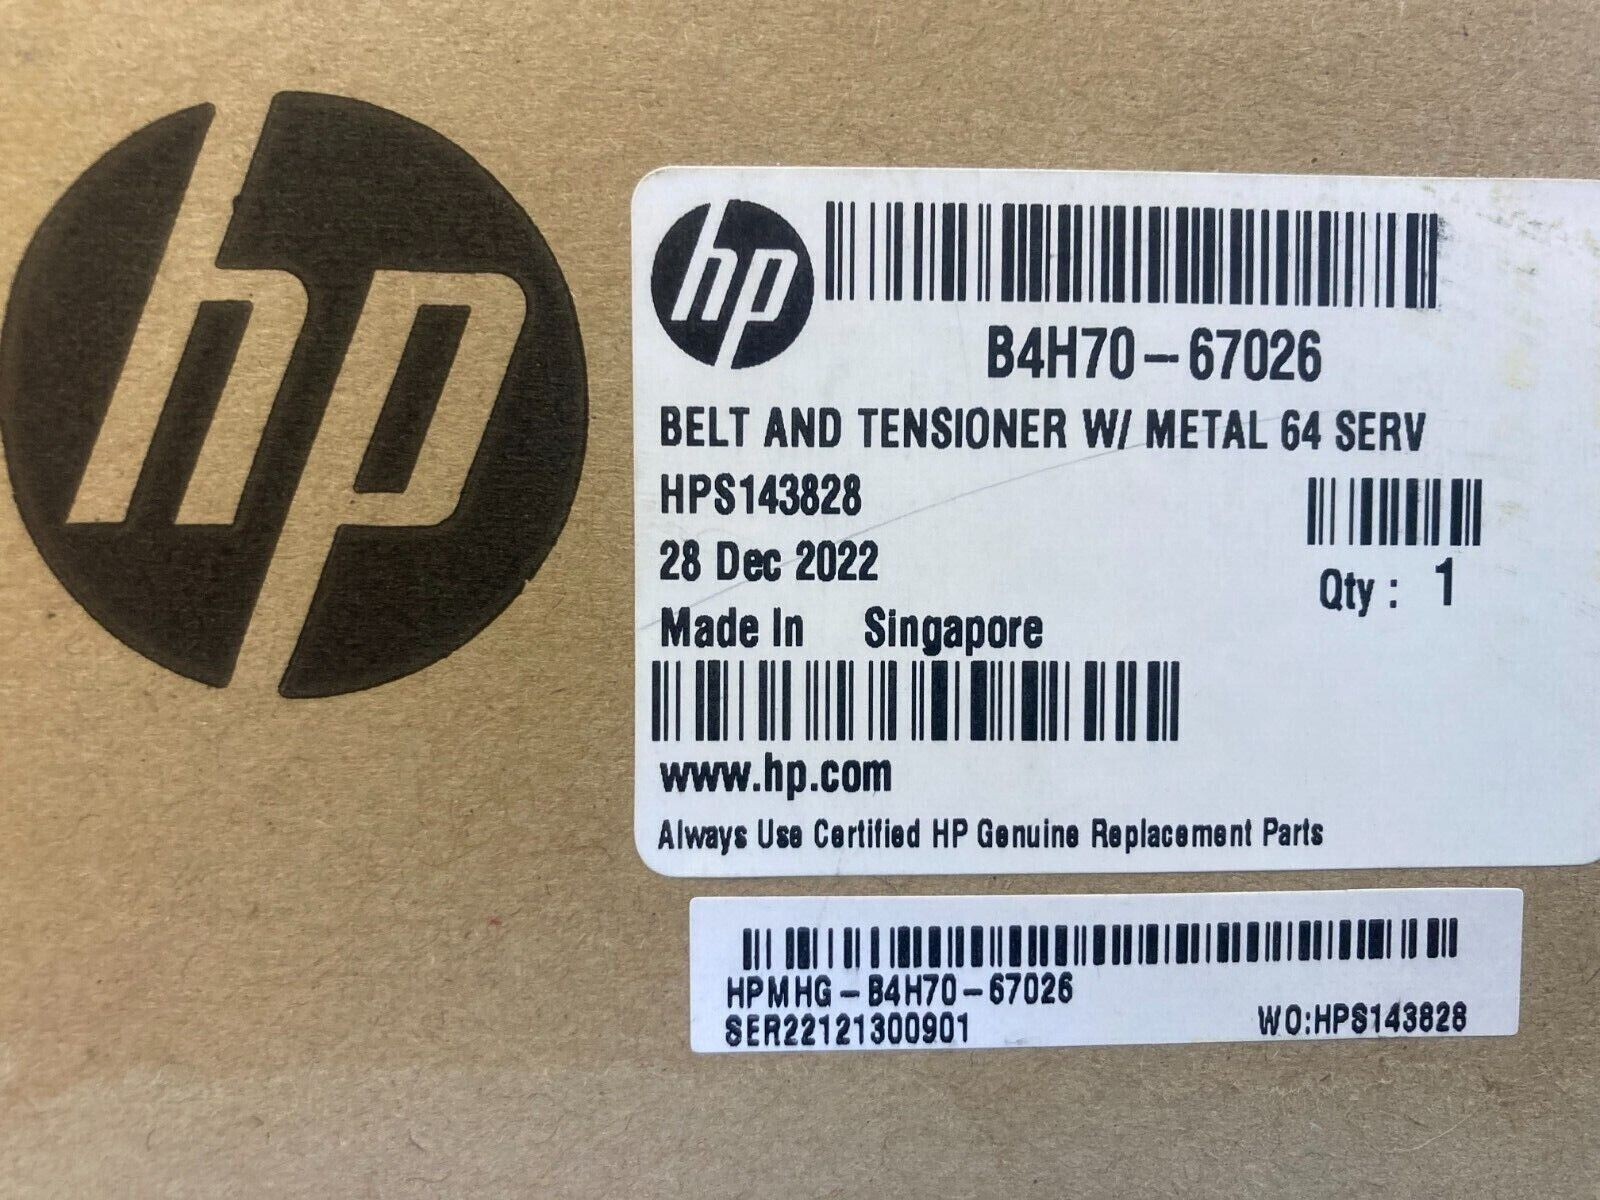 hp
hp
B4H70-67026
BELT AND TENSIONER W/ METAL 64 SERV
HPS143828
28 Dec 2022
Qty : 1
Made In Singapore
www.hp.com
Always Use Certified HP Genuine Replacement Parts
HPMHG-B4H70-67026
SER22121300901
WO:HPS143828